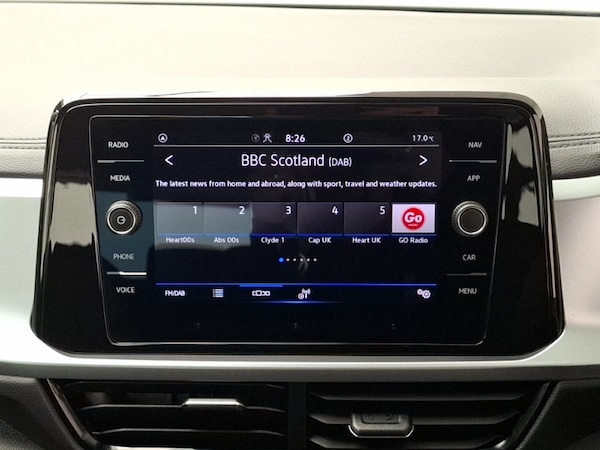 RADIO
MEDIA
PHONE
VOICE
8:26
17.0°C
BBC Scotland (DAB)
The latest news from home and abroad, along with sport, travel and weather updates.
1 2 3 4 5 Go
Heart00s Abs 00s Clyde 1 Cap UK Heart UK GO Radio
FM/DAB
NAV
APP
CAR
MENU